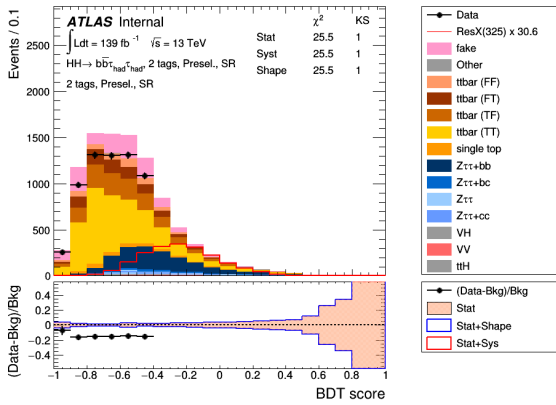 ATLAS Internal
∫Ldt = 139 fb⁻¹ √s = 13 TeV
HH→ bb̄τhadτhad, 2 tags, Presel., SR
2 tags, Presel., SR
χ² KS
Stat 25.5 1
Syst 25.5 1
Shape 25.5 1
Events / 0.1
2500
2000
1500
1000
500
0
Data
ResX(325) x 30.6
fake
Other
ttbar (FF)
ttbar (FT)
ttbar (TF)
ttbar (TT)
single top
Zττ+bb
Zττ+bc
Zττ
Zττ+cc
VH
VV
ttH
(Data-Bkg)/Bkg
0.4
0.2
0
−0.2
−0.4
−1 −0.8 −0.6 −0.4 −0.2 0 0.2 0.4 0.6 0.8 1
BDT score
(Data-Bkg)/Bkg
Stat
Stat+Shape
Stat+Sys